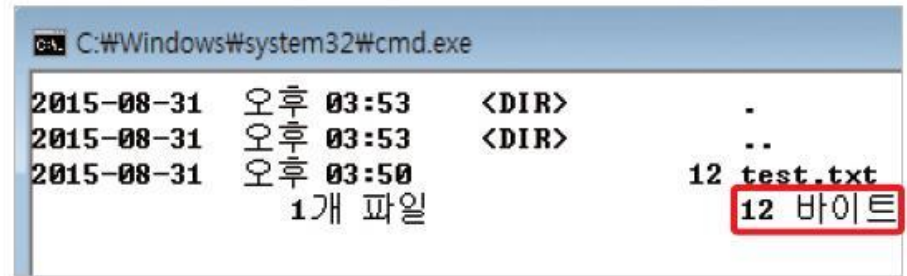 C:₩Windows₩system32₩cmd.exe
2015-08-31 오후 03:53 <DIR> .
2015-08-31 오후 03:53 <DIR> ..
2015-08-31 오후 03:50 12 test.txt
1개 파일 12 바이트